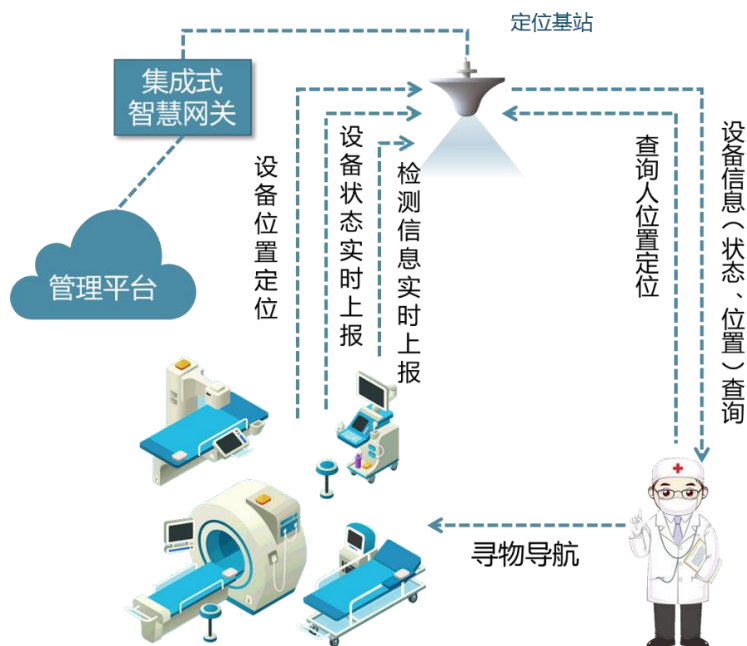 定位基站
集成式
智慧网关
管理平台
设备位置定位
设备状态实时上报
检测信息实时上报
查询人位置定位
设备信息(状态、位置)查询
寻物导航